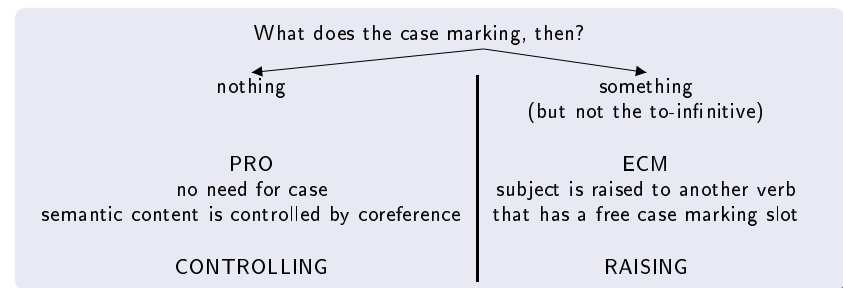 What does the case marking, then?
nothing
PRO
no need for case
semantic content is controlled by coreference
CONTROLLING
something
(but not the to-infinitive)
ECM
subject is raised to another verb
that has a free case marking slot
RAISING